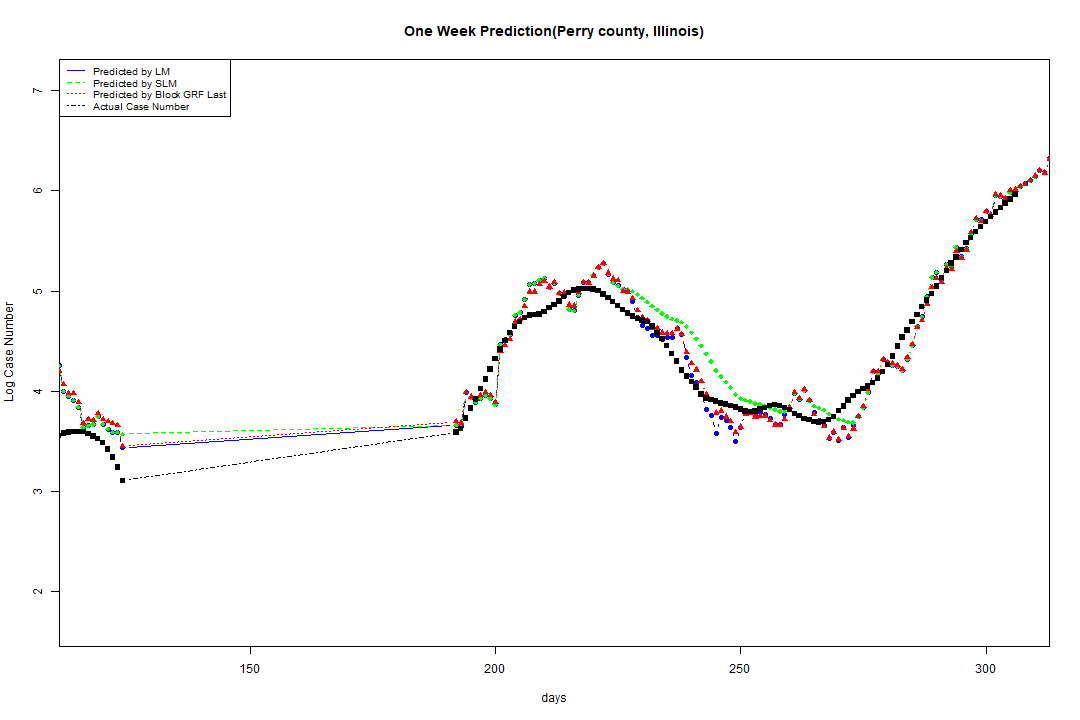 One Week Prediction(Perry county, Illinois)
Predicted by LM
Predicted by SLM
Predicted by Block GRF Last
Actual Case Number
7
6
5
4
3
2
Log Case Number
150 200 250 300
days